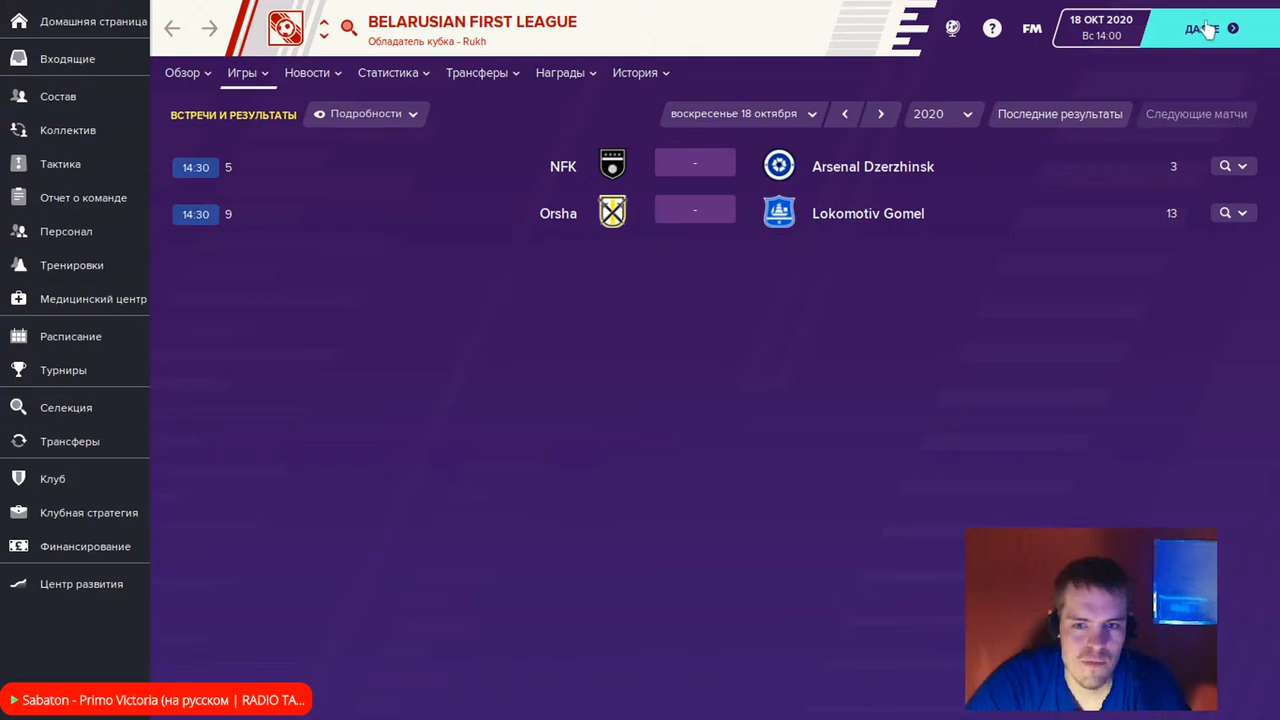 Домашняя страница
Входящие
Состав
Коллектив
Тактика
Отчет о команде
Персонал
Тренировки
Медицинский центр
Расписание
Турниры
Селекция
Трансферы
Клуб
Клубная стратегия
Финансирование
Центр развития
BELARUSIAN FIRST LEAGUE
Обладатель кубка - Rukh
?
FM
18 ОКТ 2020
Вс 14:00
Обзор
Игры
Новости
Статистика
Трансферы
Награды
История
ВСТРЕЧИ И РЕЗУЛЬТАТЫ
Подробности
воскресенье 18 октября
2020
Последние результаты
Следующие матчи
14:30 5 NFK - Arsenal Dzerzhinsk 3
14:30 9 Orsha - Lokomotiv Gomel 13
Sabaton - Primo Victoria (на русском | RADIO TA...